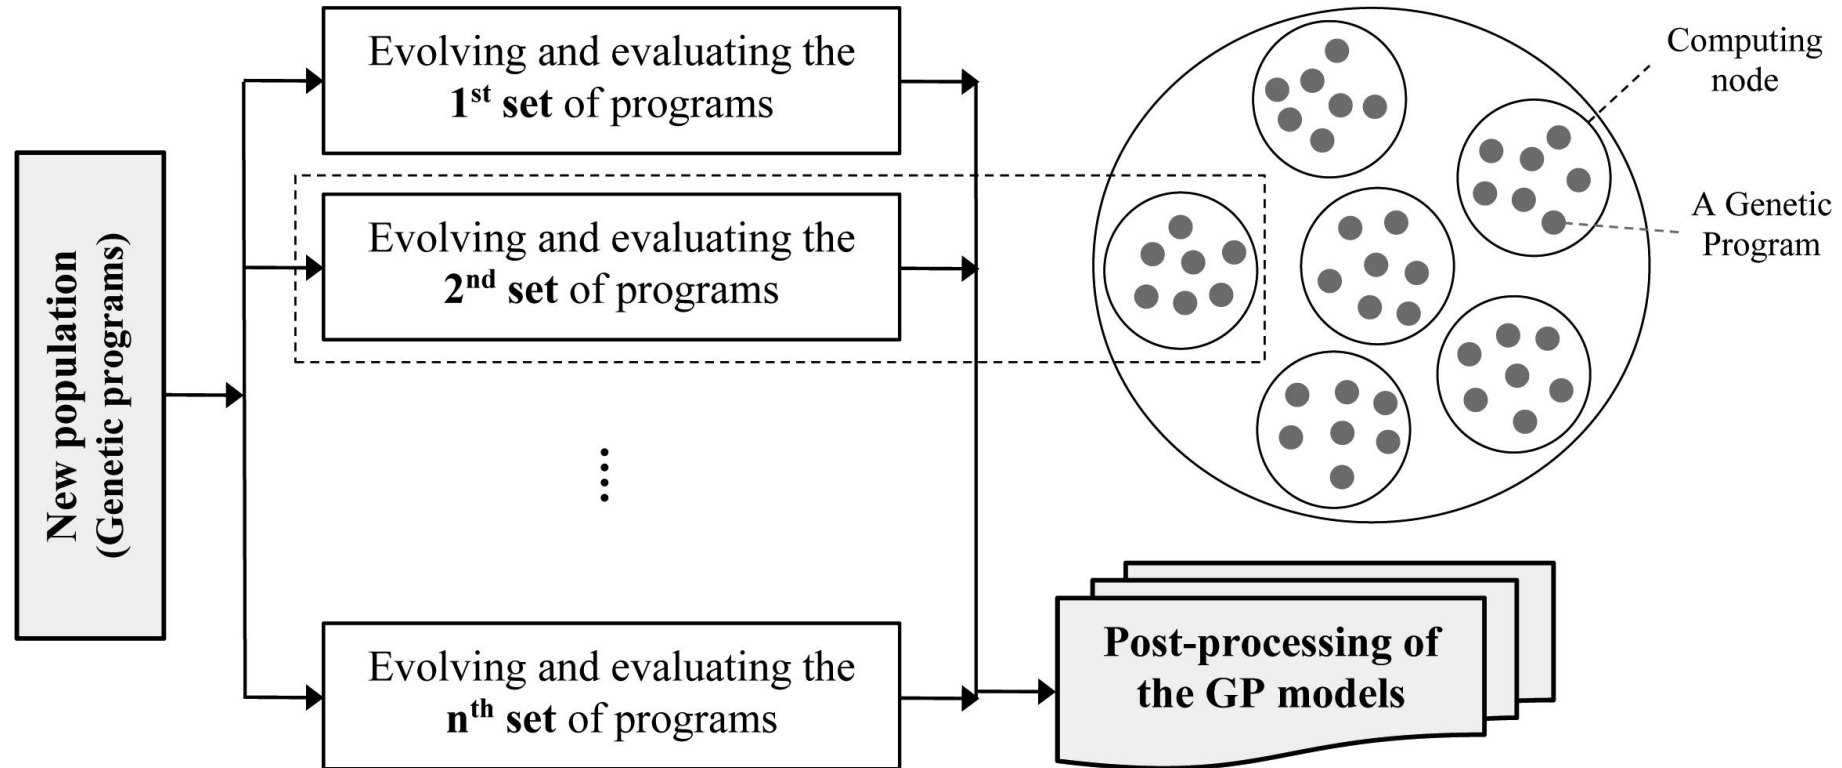 New population
(Genetic programs)
Evolving and evaluating the
1st set of programs
Evolving and evaluating the
2nd set of programs
Evolving and evaluating the
nth set of programs
Computing
node
A Genetic
Program
Post-processing of
the GP models